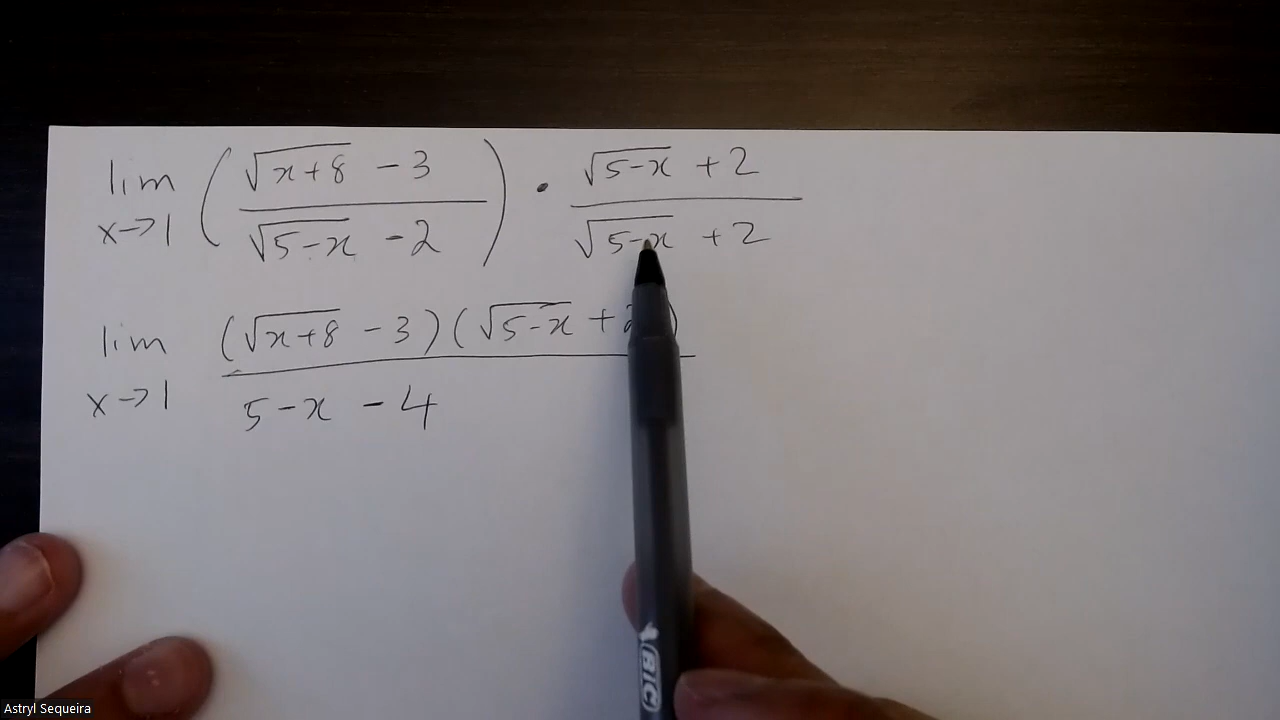 lim x→1 ( (√(x+8) - 3) / (√(5-x) - 2) ) · (√(5-x) + 2) / (√(5-x) + 2)
lim x→1 (√(x+8) - 3)(√(5-x) + 2) / (5 - x - 4)
BIC
Astryl Sequeira